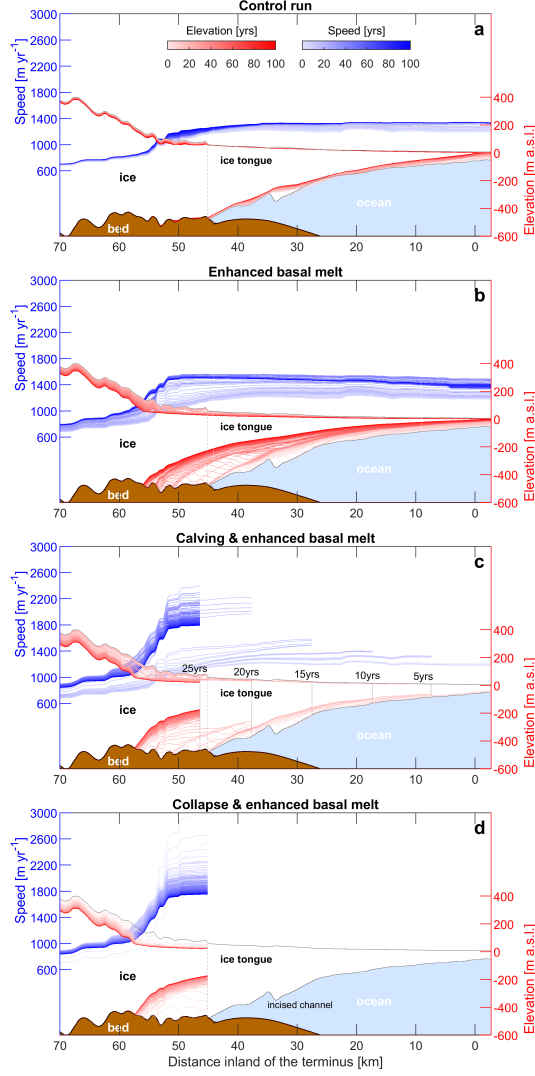 Control run
a
Elevation [yrs]
0 20 40 60 80 100
Speed [yrs]
0 20 40 60 80 100
Speed [m yr-1]
3000
2600
2200
1800
1400
1000
600
ice
ice tongue
ocean
bed
400
200
0
-200
-400
-600
Elevation [m a.s.l.]
70 60 50 40 30 20 10 0
Enhanced basal melt
b
Speed [m yr-1]
3000
2600
2200
1800
1400
1000
600
ice
ice tongue
ocean
bed
400
200
0
-200
-400
-600
Elevation [m a.s.l.]
70 60 50 40 30 20 10 0
Calving & enhanced basal melt
c
Speed [m yr-1]
3000
2600
2200
1800
1400
1000
600
25yrs 20yrs 15yrs 10yrs 5yrs
ice
ice tongue
ocean
bed
400
200
0
-200
-400
-600
Elevation [m a.s.l.]
70 60 50 40 30 20 10 0
Collapse & enhanced basal melt
d
Speed [m yr-1]
3000
2600
2200
1800
1400
1000
600
ice
ice tongue
incised channel
ocean
bed
400
200
0
-200
-400
-600
Elevation [m a.s.l.]
70 60 50 40 30 20 10 0
Distance inland of the terminus [km]